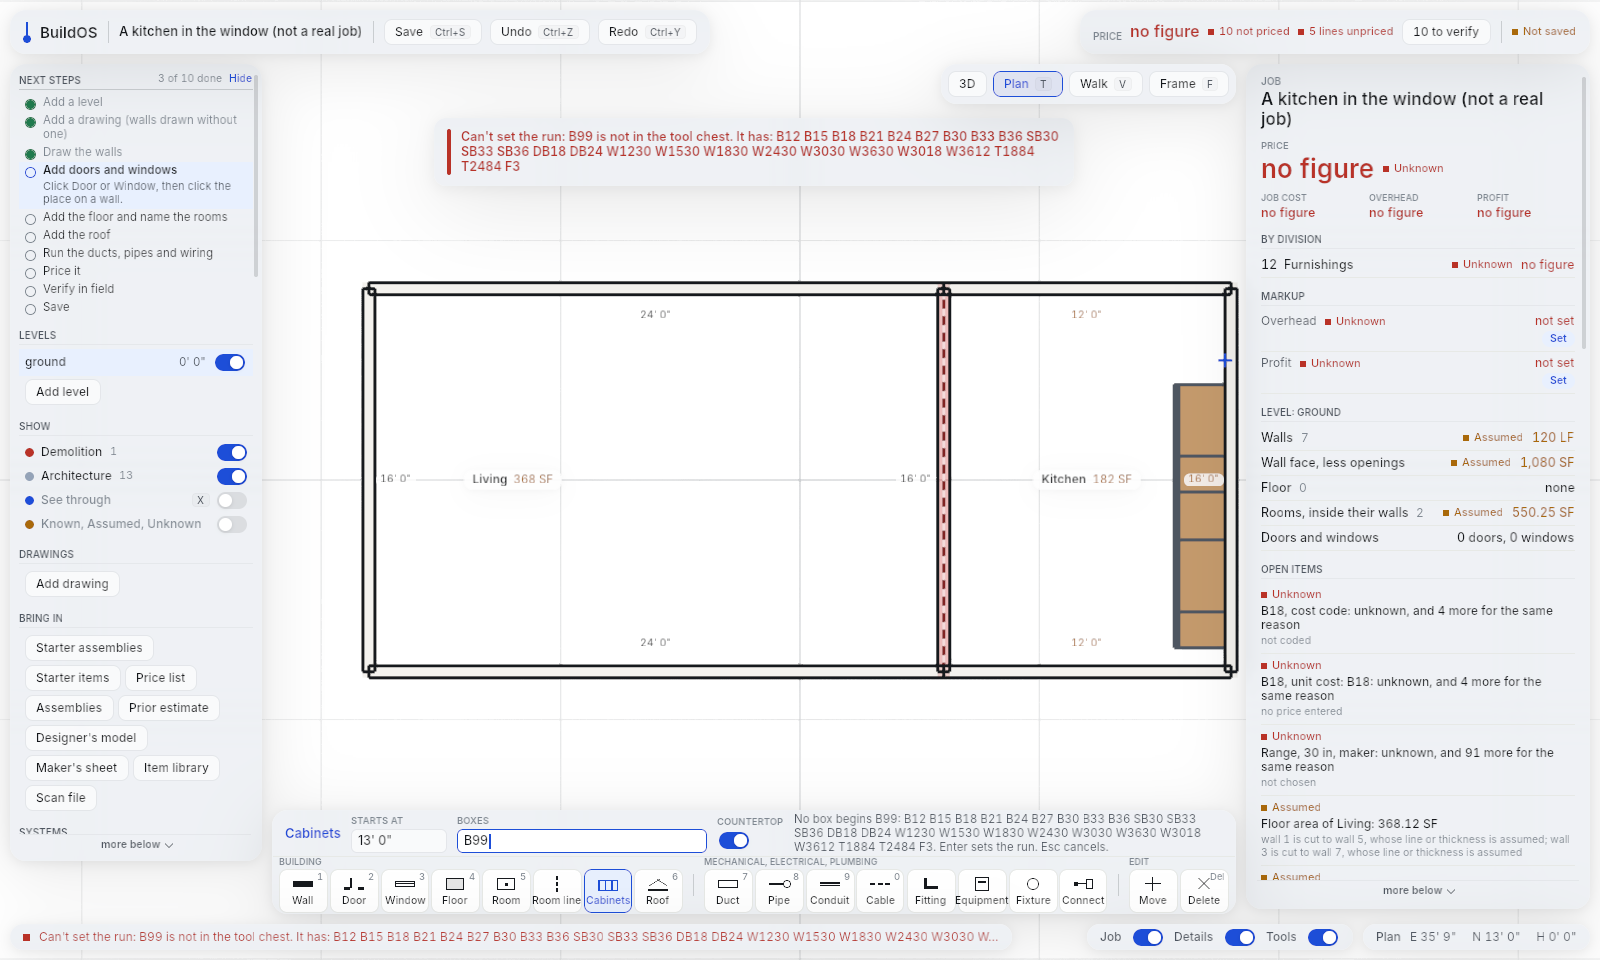 BuildOS
A kitchen in the window (not a real job)
Save Ctrl+S
Undo Ctrl+Z
Redo Ctrl+Y
PRICE no figure 10 not priced 5 lines unpriced 10 to verify Not saved
NEXT STEPS 3 of 10 done Hide
Add a level
Add a drawing (walls drawn without
one)
Draw the walls
Add doors and windows
Click Door or Window, then click the
place on a wall.
Add the floor and name the rooms
Add the roof
Run the ducts, pipes and wiring
Price it
Verify in field
Save
LEVELS
ground 0' 0"
Add level
SHOW
Demolition 1
Architecture 13
See through X
Known, Assumed, Unknown
DRAWINGS
Add drawing
BRING IN
Starter assemblies
Starter items Price list
Assemblies Prior estimate
Designer's model
Maker's sheet Item library
Scan file
SYSTEMS
more below
3D Plan T Walk V Frame F
Can't set the run: B99 is not in the tool chest. It has: B12 B15 B18 B21 B24 B27 B30 B33 B36 SB30
SB33 SB36 DB18 DB24 W1230 W1530 W1830 W2430 W3030 W3630 W3018 W3612 T1884
T2484 F3
24' 0" 12' 0"
16' 0" Living 368 SF 16' 0" Kitchen 182 SF 16' 0"
24' 0" 12' 0"
Cabinets
STARTS AT
13' 0"
BOXES
B99
COUNTERTOP
No box begins B99: B12 B15 B18 B21 B24 B27 B30 B33 B36 SB30 SB33
SB36 DB18 DB24 W1230 W1530 W1830 W2430 W3030 W3630 W3018
W3612 T1884 T2484 F3. Enter sets the run. Esc cancels.
BUILDING MECHANICAL, ELECTRICAL, PLUMBING EDIT
1 2 3 4 5 6 7 8 9 0 Del
Wall Door Window Floor Room Room line Cabinets Roof Duct Pipe Conduit Cable Fitting Equipment Fixture Connect Move Delete
JOB
A kitchen in the window (not a real
job)
PRICE
no figure Unknown
JOB COST OVERHEAD PROFIT
no figure no figure no figure
BY DIVISION
12 Furnishings Unknown no figure
MARKUP
Overhead Unknown not set
Set
Profit Unknown not set
Set
LEVEL: GROUND
Walls 7 Assumed 120 LF
Wall face, less openings Assumed 1,080 SF
Floor 0 none
Rooms, inside their walls 2 Assumed 550.25 SF
Doors and windows 0 doors, 0 windows
OPEN ITEMS
Unknown
B18, cost code: unknown, and 4 more for the same
reason
not coded
Unknown
B18, unit cost: B18: unknown, and 4 more for the
same reason
no price entered
Unknown
Range, 30 in, maker: unknown, and 91 more for the
same reason
not chosen
Assumed
Floor area of Living: 368.12 SF
wall 1 is cut to wall 5, whose line or thickness is assumed; wall
3 is cut to wall 7, whose line or thickness is assumed
Assumed
more below
Can't set the run: B99 is not in the tool chest. It has: B12 B15 B18 B21 B24 B27 B30 B33 B36 SB30 SB33 SB36 DB18 DB24 W1230 W1530 W1830 W2430 W3030 W...
Job Details Tools
Plan E 35' 9" N 13' 0" H 0' 0"